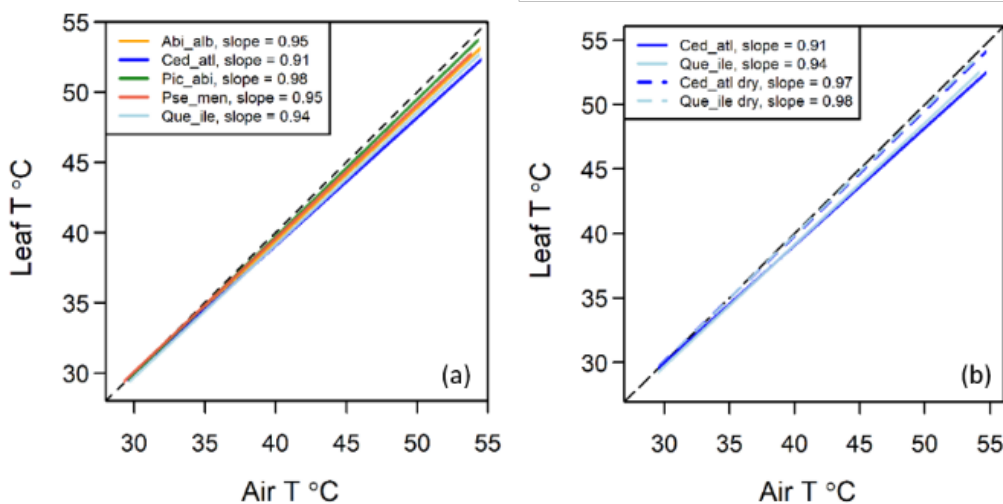 Abi_alb, slope = 0.95
Ced_atl, slope = 0.91
Pic_abi, slope = 0.98
Pse_men, slope = 0.95
Que_ile, slope = 0.94
55
50
45
40
35
30
Leaf T °C
30 35 40 45 50 55
Air T °C
(a)
Ced_atl, slope = 0.91
Que_ile, slope = 0.94
Ced_atl dry, slope = 0.97
Que_ile dry, slope = 0.98
55
50
45
40
35
30
Leaf T °C
30 35 40 45 50 55
Air T °C
(b)